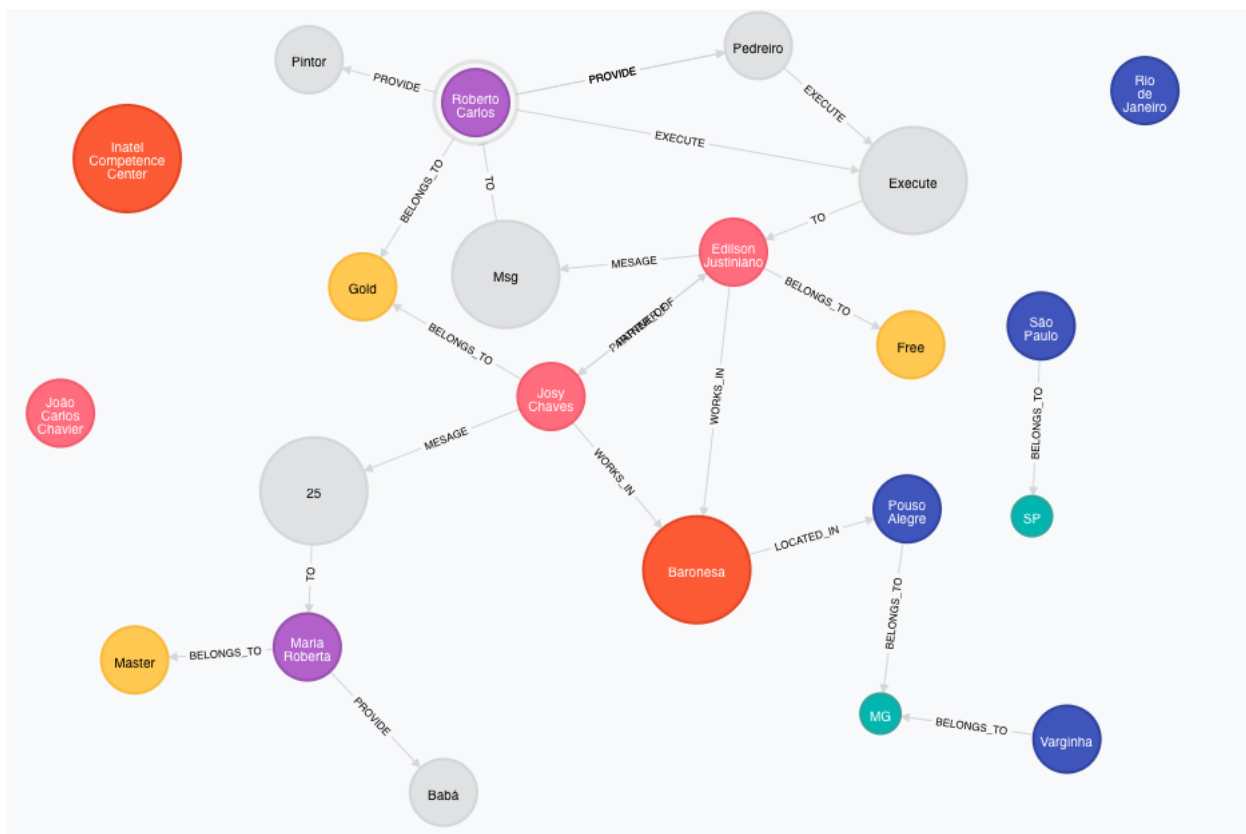 Pintor
PROVIDE
Roberto
Carlos
PROVIDE
Pedreiro
EXECUTE
Rio
de
Janeiro
Inatel
Competence
Center
EXECUTE
Execute
BELONGS_TO
TO
TO
Edilson
Justiniano
MESAGE
Msg
Gold
BELONGS_TO
BELONGS_TO
Free
São
Paulo
WORKS_IN
BELONGS_TO
João
Carlos
Chavier
Josy
Chaves
MESAGE
WORKS_IN
25
Pouso
Alegre
SP
LOCATED_IN
Baronesa
TO
BELONGS_TO
Master
BELONGS_TO
Maria
Roberta
PROVIDE
MG
BELONGS_TO
Varginha
Babá